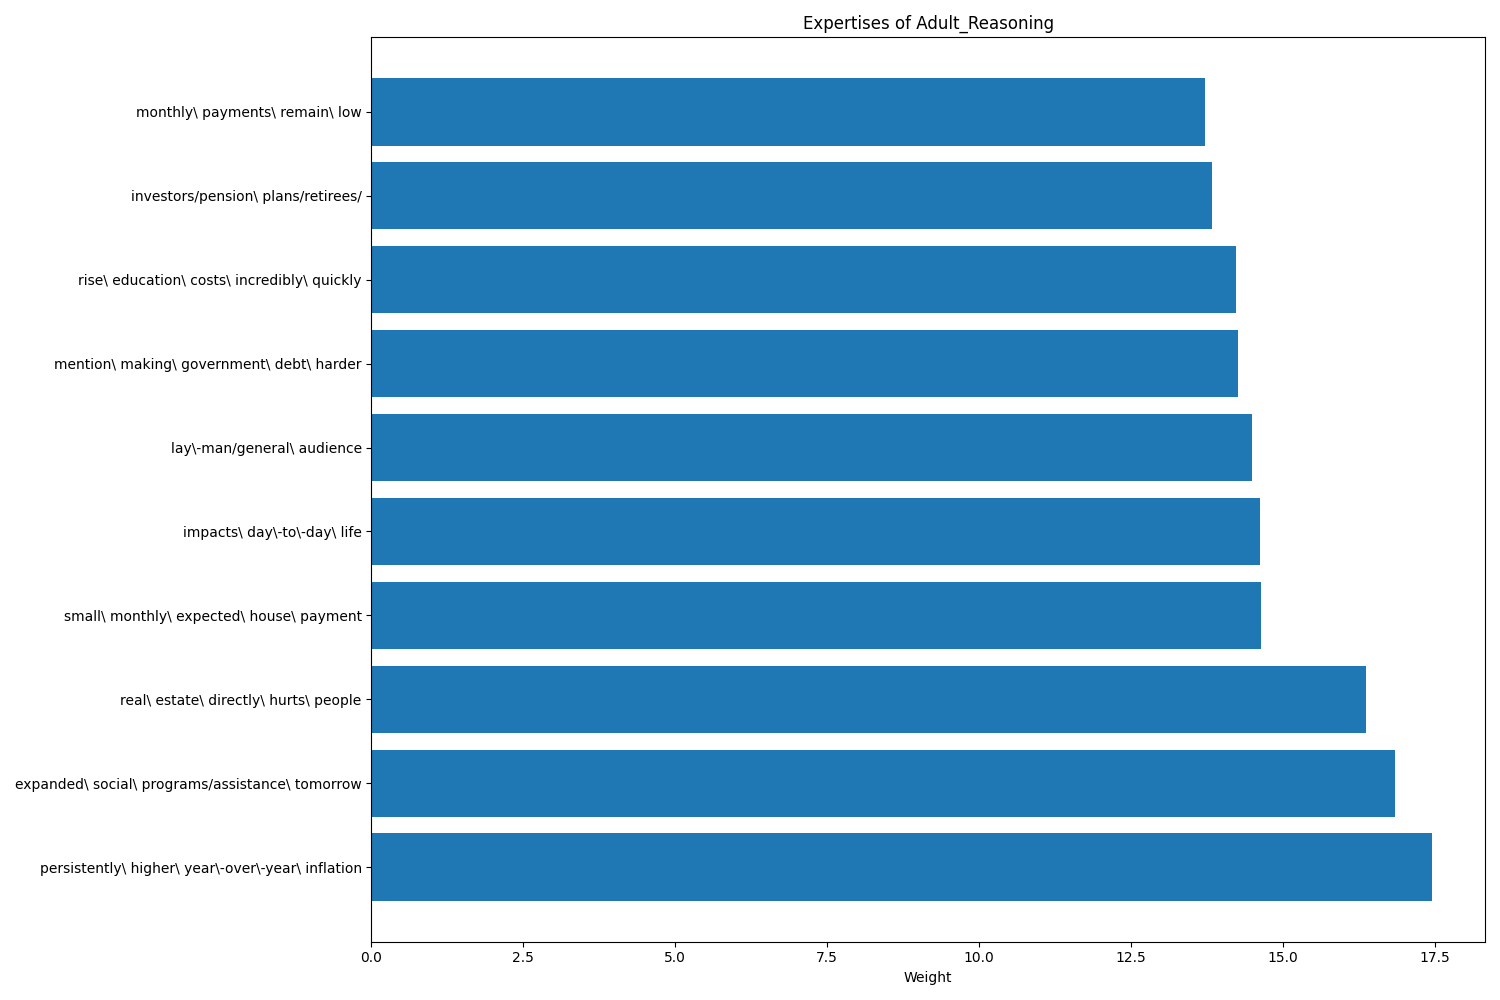 Expertises of Adult_Reasoning
monthly\ payments\ remain\ low
investors/pension\ plans/retirees/
rise\ education\ costs\ incredibly\ quickly
mention\ making\ government\ debt\ harder
lay\-man/general\ audience
impacts\ day\-to\-day\ life
small\ monthly\ expected\ house\ payment
real\ estate\ directly\ hurts\ people
expanded\ social\ programs/assistance\ tomorrow
persistently\ higher\ year\-over\-year\ inflation
0.0 2.5 5.0 7.5 10.0 12.5 15.0 17.5
Weight